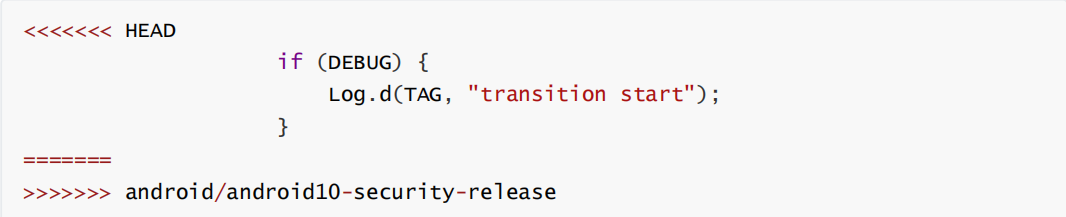 <<<<<<< HEAD
                    if (DEBUG) {
                        Log.d(TAG, "transition start");
                    }
=======
>>>>>>> android/android10-security-release